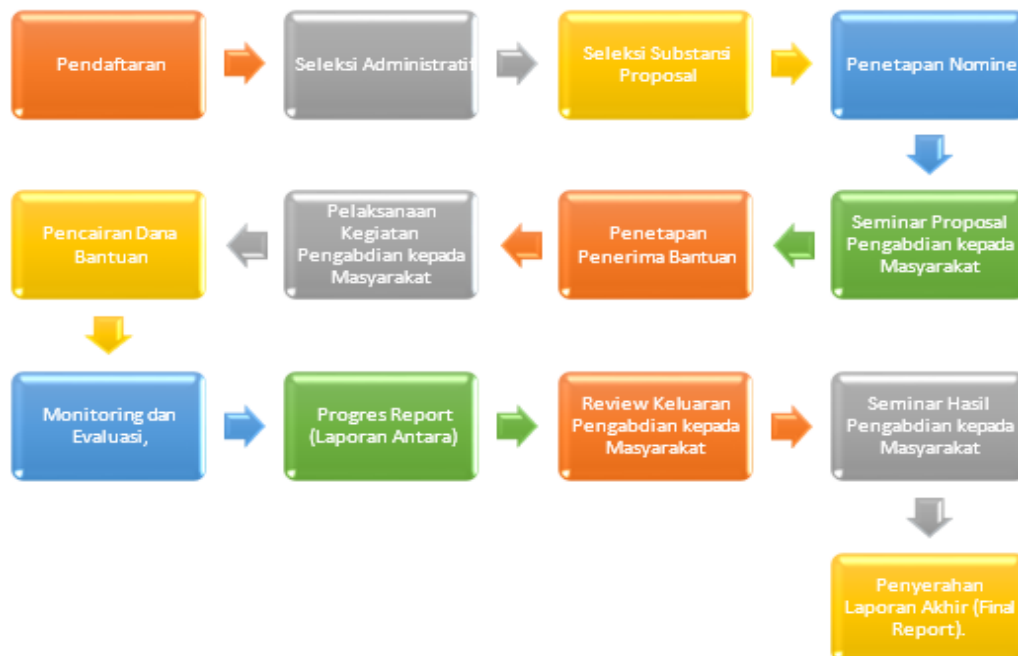 Pendaftaran
Seleksi Administratif
Seleksi Substansi
Proposal
Penetapan Nomine
Seminar Proposal
Pengabdian kepada
Masyarakat
Penetapan
Penerima Bantuan
Pelaksanaan
Kegiatan
Pengabdian kepada
Masyarakat
Pencairan Dana
Bantuan
Monitoring dan
Evaluasi,
Progres Report
(Laporan Antara)
Review Keluaran
Pengabdian kepada
Masyarakat
Seminar Hasil
Pengabdian kepada
Masyarakat
Penyerahan
Laporan Akhir (Final
Report).